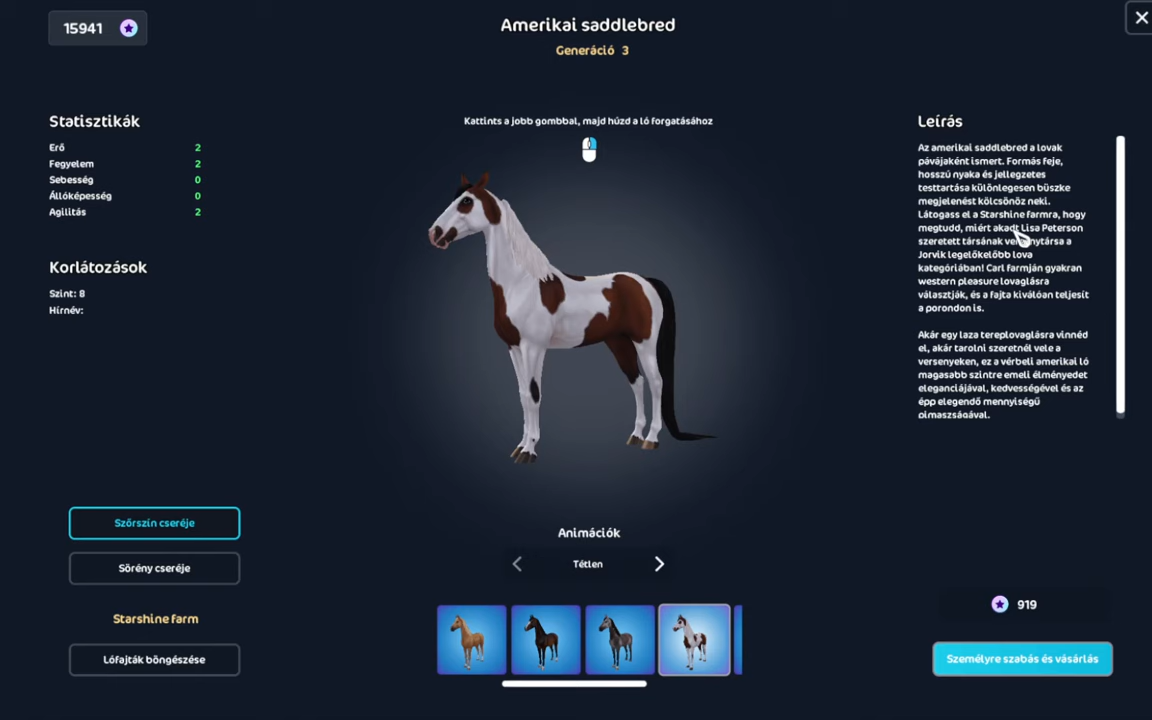 15941
Amerikai saddlebred
Generáció 3
Statisztikák
Erő 2
Fegyelem 2
Sebesség 0
Állóképesség 0
Agilitás 2
Korlátozások
Szint: 8
Hírnév:
Kattints a jobb gombbal, majd húzd a ló forgatásához
Leírás
Az amerikai saddlebred a lovak
pávájaként ismert. Formás feje,
hosszú nyaka és jellegzetes
testtartása különlegesen büszke
megjelenést kölcsönöz neki.
Látogass el a Starshine farmra, hogy
megtudd, miért akadt Lisa Peterson
szeretett társának versenytársa a
Jorvik legelőkelőbb lova
kategóriában! Carl farmján gyakran
western pleasure lovaglásra
választják, és a fajta kiválóan teljesít
a porondon is.
Akár egy laza tereplovaglásra vinnéd
el, akár tarolni szeretnél vele a
versenyeken, ez a vérbeli amerikai ló
magasabb szintre emeli élményedet
eleganciájával, kedvességével és az
épp elegendő mennyiségű
pimaszságával.
Szőrszín cseréje
Sörény cseréje
Starshine farm
Lófajták böngészése
Animációk
Tétlen
919
Személyre szabás és vásárlás